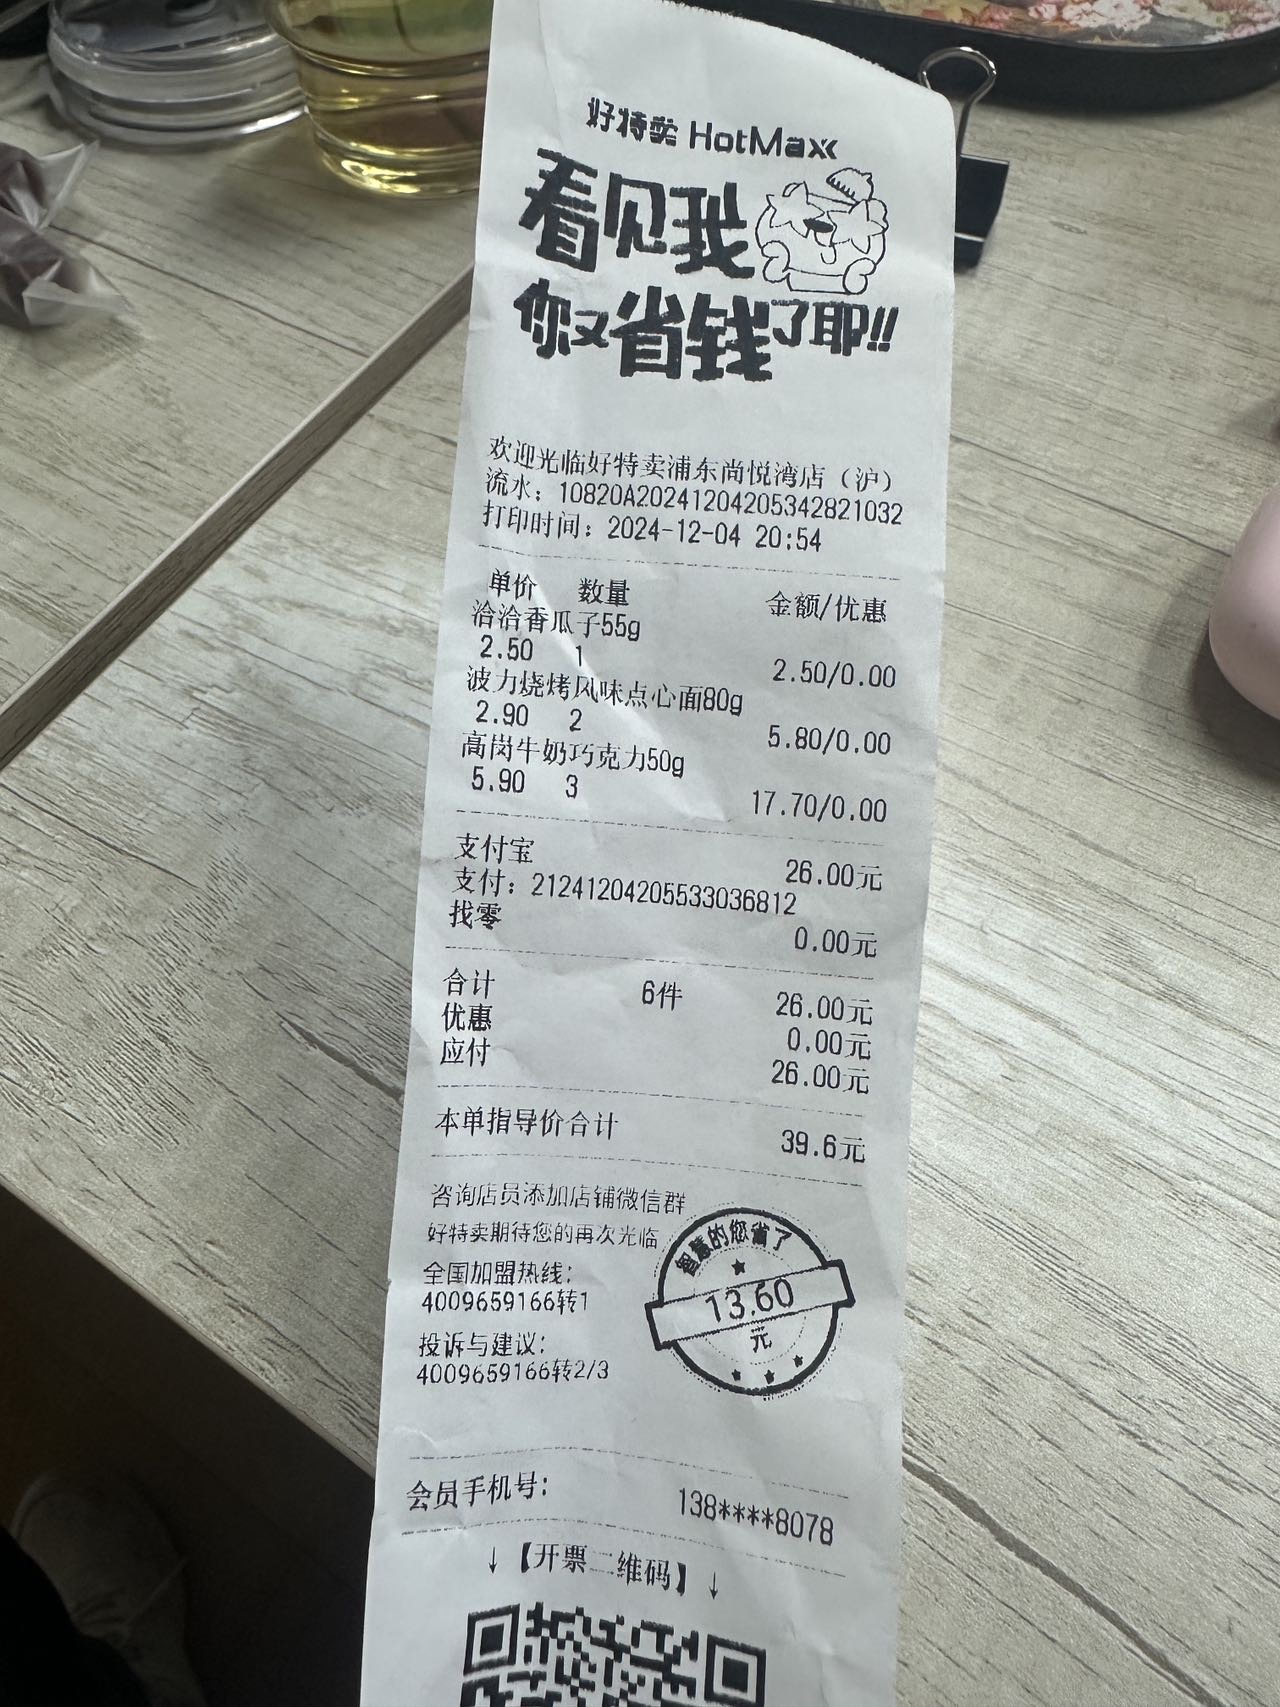 好特卖 HotMaxx
看见我
你又省钱了耶!!
欢迎光临好特卖浦东尚悦湾店（沪）
流水：10820A20241204205342821032
打印时间：2024-12-04 20:54
单价 数量 金额/优惠
洽洽香瓜子55g
2.50 1 2.50/0.00
波力烧烤风味点心面80g
2.90 2 5.80/0.00
高岗牛奶巧克力50g
5.90 3 17.70/0.00
支付宝 26.00元
支付：21241204205533036812
找零 0.00元
合计 6件 26.00元
优惠 0.00元
应付 26.00元
本单指导价合计 39.6元
咨询店员添加店铺微信群
好特卖期待您的再次光临
全国加盟热线：
4009659166转1
投诉与建议：
4009659166转2/3
智慧的您省了
13.60
元
会员手机号： 138****8078
↓【开票二维码】↓